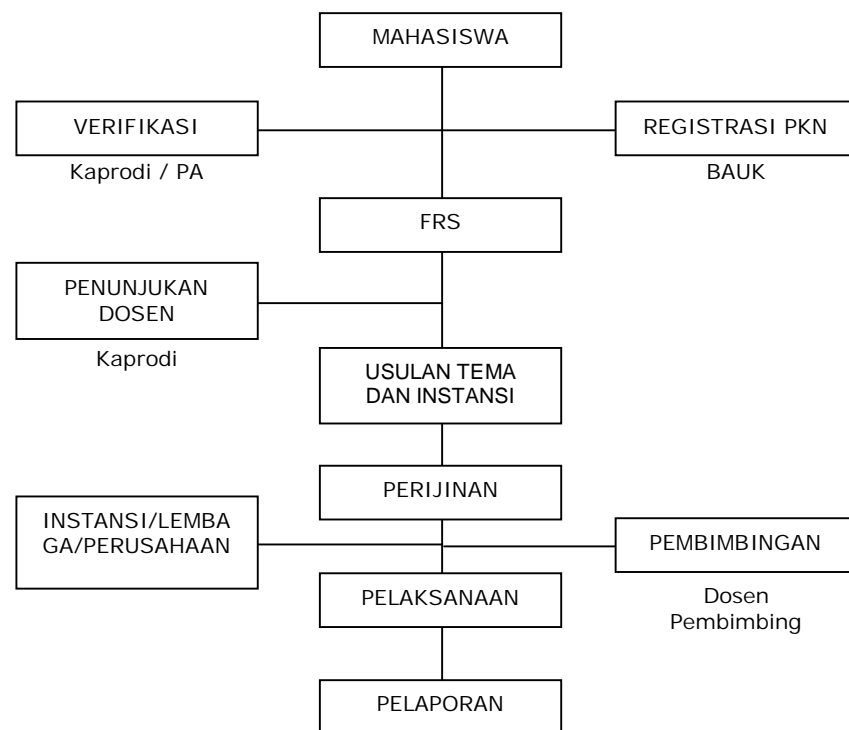 MAHASISWA
VERIFIKASI
Kaprodi / PA
REGISTRASI PKN
BAUK
FRS
PENUNJUKAN
DOSEN
Kaprodi
USULAN TEMA
DAN INSTANSI
PERIJINAN
INSTANSI/LEMBA
GA/PERUSAHAAN
PEMBIMBINGAN
Dosen
Pembimbing
PELAKSANAAN
PELAPORAN